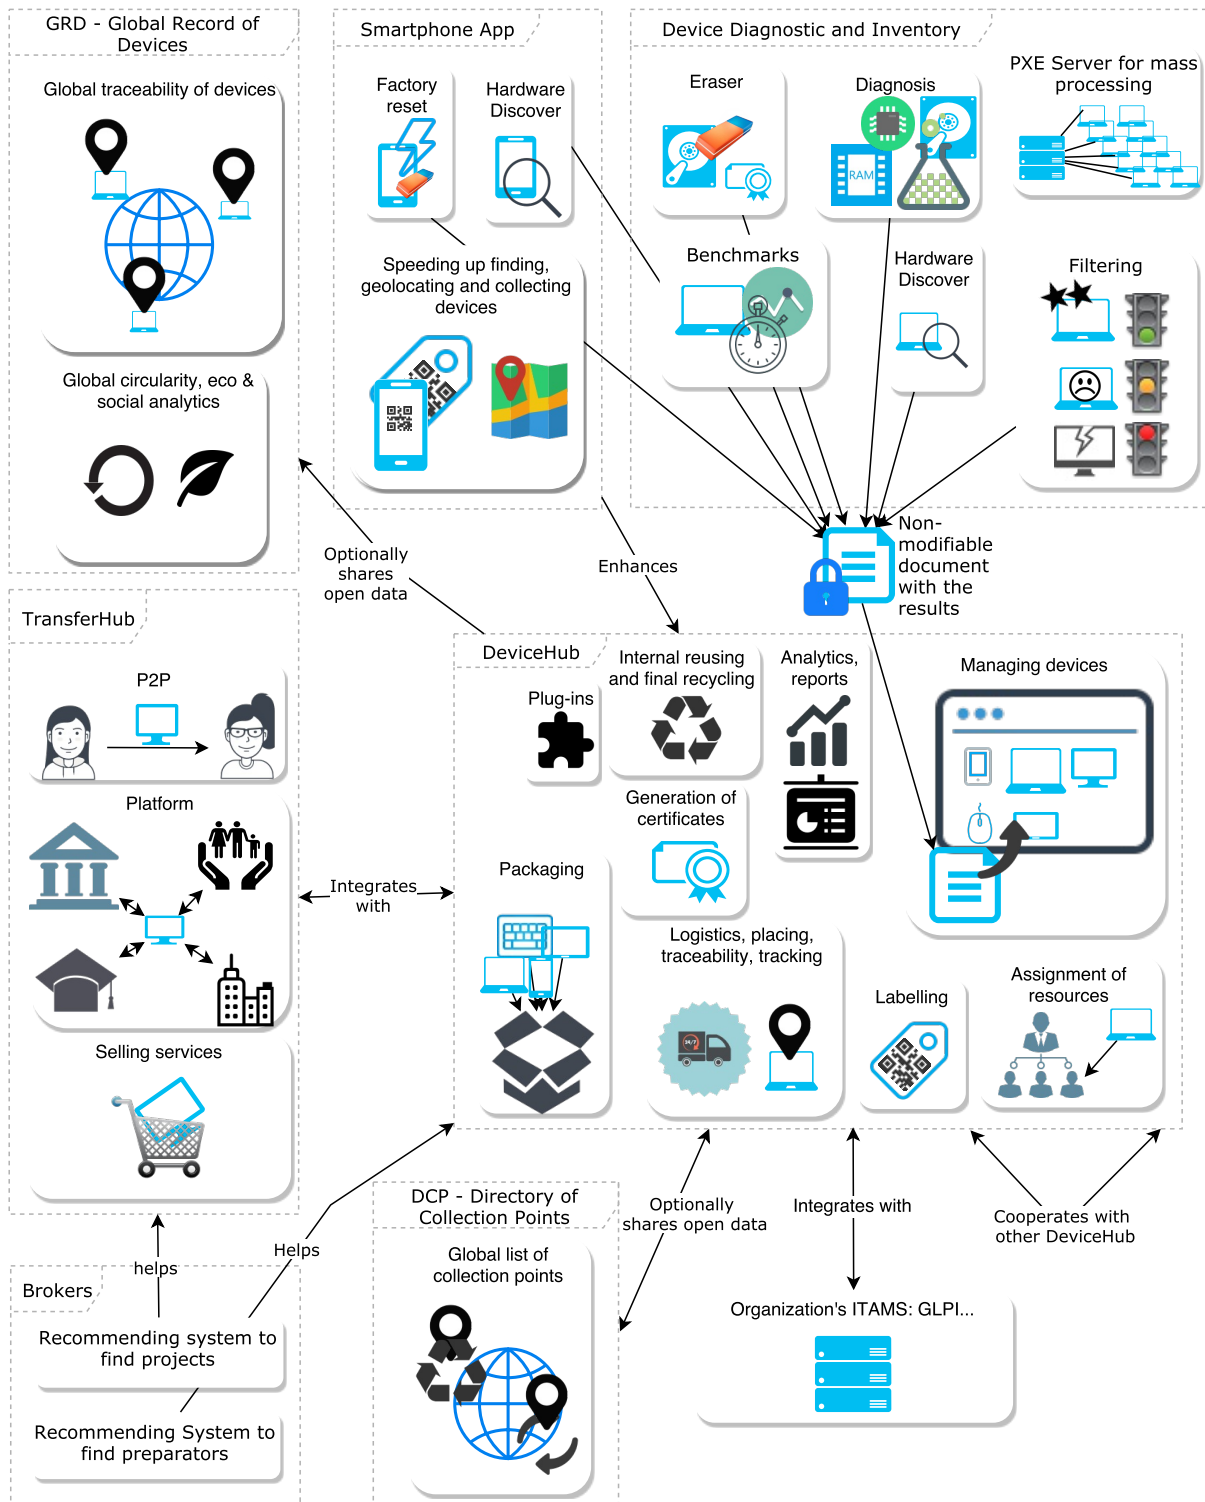 GRD - Global Record of
Devices
Global traceability of devices
Global circularity, eco &
social analytics
Smartphone App
Factory
reset
Hardware
Discover
Speeding up finding,
geolocating and collecting
devices
Device Diagnostic and Inventory
Eraser
Diagnosis
RAM
PXE Server for mass
processing
Benchmarks
Hardware
Discover
Filtering
Non-
modifiable
document
with the
results
Optionally
shares
open data
Enhances
TransferHub
P2P
Platform
Selling services
Integrates
with
DeviceHub
Plug-ins
Internal reusing
and final recycling
Analytics,
reports
Managing devices
Generation of
certificates
Packaging
Logistics, placing,
traceability, tracking
24/7
Labelling
Assignment of
resources
helps
Helps
Brokers
Recommending system to
find projects
Recommending System to
find preparators
DCP - Directory of
Collection Points
Global list of
collection points
Optionally
shares open data
Integrates with
Cooperates with
other DeviceHub
Organization's ITAMS: GLPI...